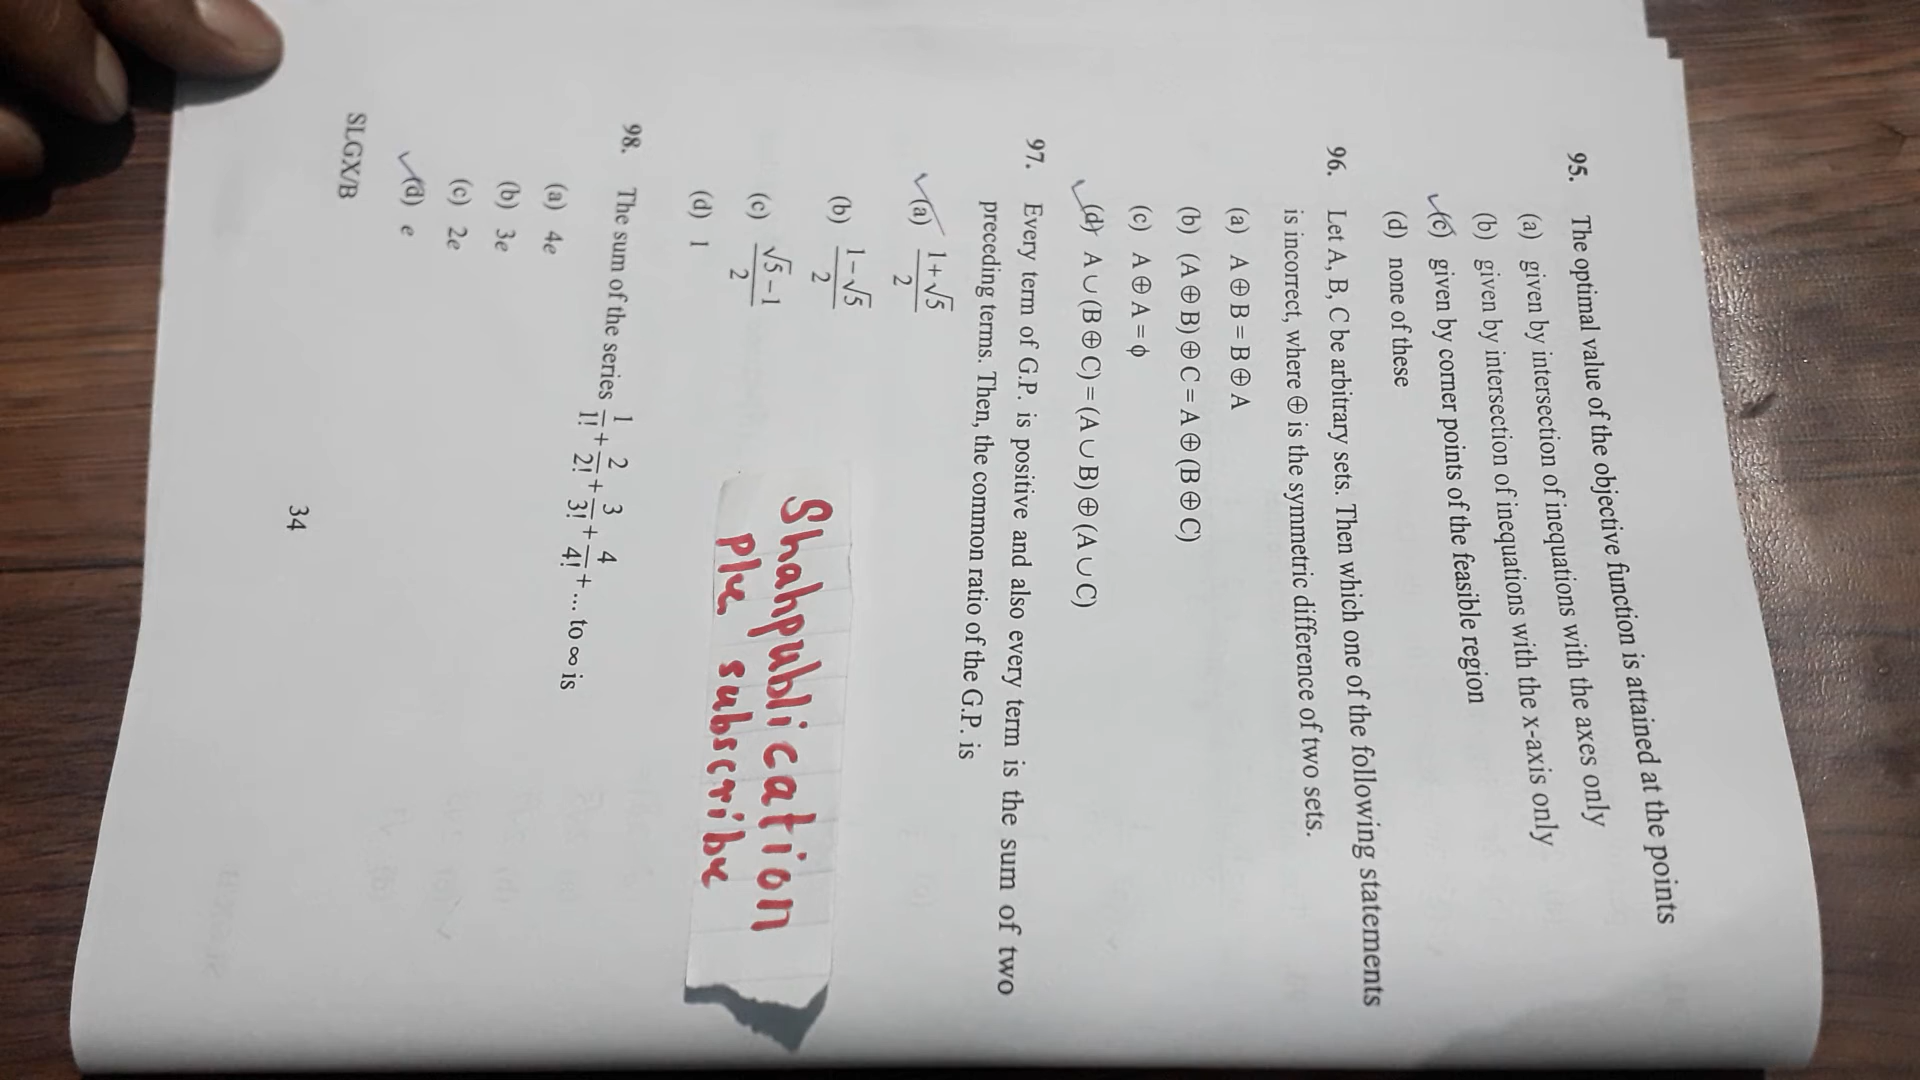 95. The optimal value of the objective function is attained at the points
(a) given by intersection of inequations with the axes only
(b) given by intersection of inequations with the x-axis only
(c) given by corner points of the feasible region
(d) none of these
96. Let A, B, C be arbitrary sets. Then which one of the following statements
is incorrect, where ⊕ is the symmetric difference of two sets.
(a) A ⊕ B = B ⊕ A
(b) (A ⊕ B) ⊕ C = A ⊕ (B ⊕ C)
(c) A ⊕ A = ϕ
(d) A ∪ (B ⊕ C) = (A ∪ B) ⊕ (A ∪ C)
97. Every term of G.P. is positive and also every term is the sum of two
preceding terms. Then, the common ratio of the G.P. is
(a) (1+√5)/2
(b) (1−√5)/2
(c) (√5−1)/2
(d) 1
Shahpublication
ple subscribe
98. The sum of the series 1/1! + 2/2! + 3/3! + 4/4! + ... to ∞ is
(a) 4e
(b) 3e
(c) 2e
(d) e
SLGX/B
34